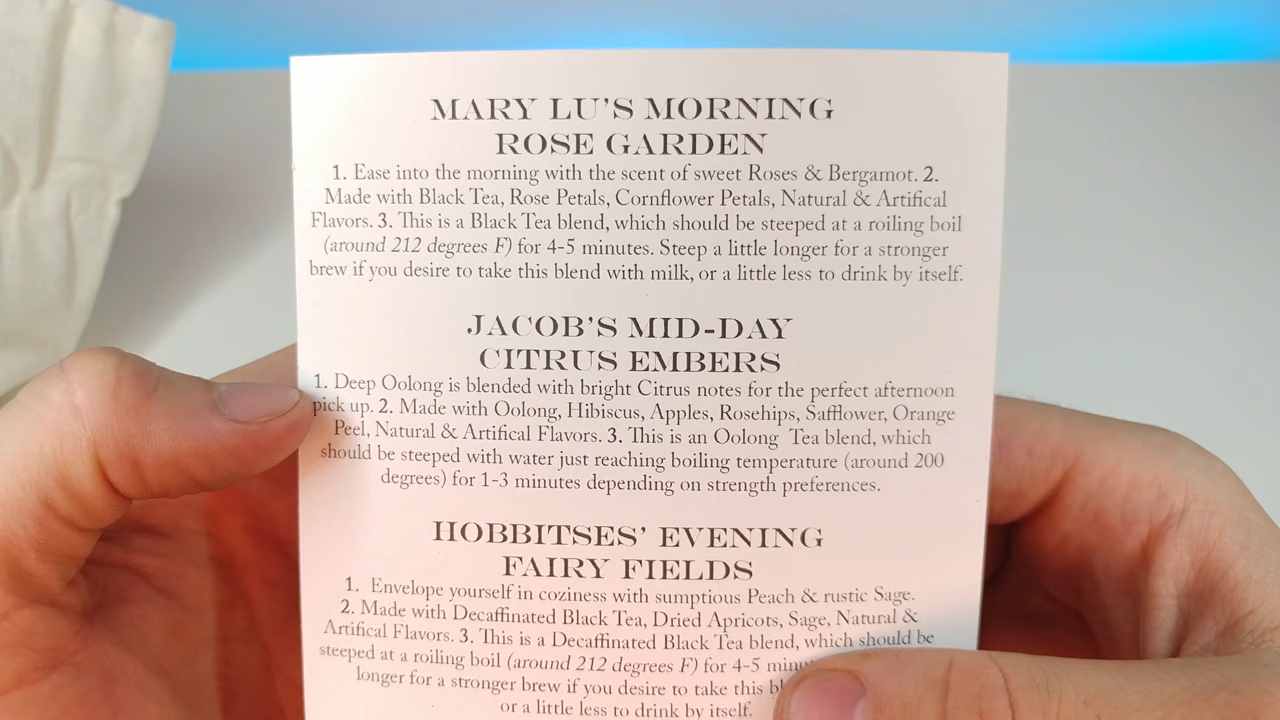 MARY LU'S MORNING
ROSE GARDEN
1. Ease into the morning with the scent of sweet Roses & Bergamot. 2.
Made with Black Tea, Rose Petals, Cornflower Petals, Natural & Artifical
Flavors. 3. This is a Black Tea blend, which should be steeped at a roiling boil
(around 212 degrees F) for 4-5 minutes. Steep a little longer for a stronger
brew if you desire to take this blend with milk, or a little less to drink by itself.
JACOB'S MID-DAY
CITRUS EMBERS
1. Deep Oolong is blended with bright Citrus notes for the perfect afternoon
pick up. 2. Made with Oolong, Hibiscus, Apples, Rosehips, Safflower, Orange
Peel, Natural & Artifical Flavors. 3. This is an Oolong Tea blend, which
should be steeped with water just reaching boiling temperature (around 200
degrees) for 1-3 minutes depending on strength preferences.
HOBBITSES' EVENING
FAIRY FIELDS
1. Envelope yourself in coziness with sumptious Peach & rustic Sage.
2. Made with Decaffinated Black Tea, Dried Apricots, Sage, Natural &
Artifical Flavors. 3. This is a Decaffinated Black Tea blend, which should be
steeped at a roiling boil (around 212 degrees F) for 4-5
longer for a stronger brew if you desire to take this
or a little less to drink by itself.